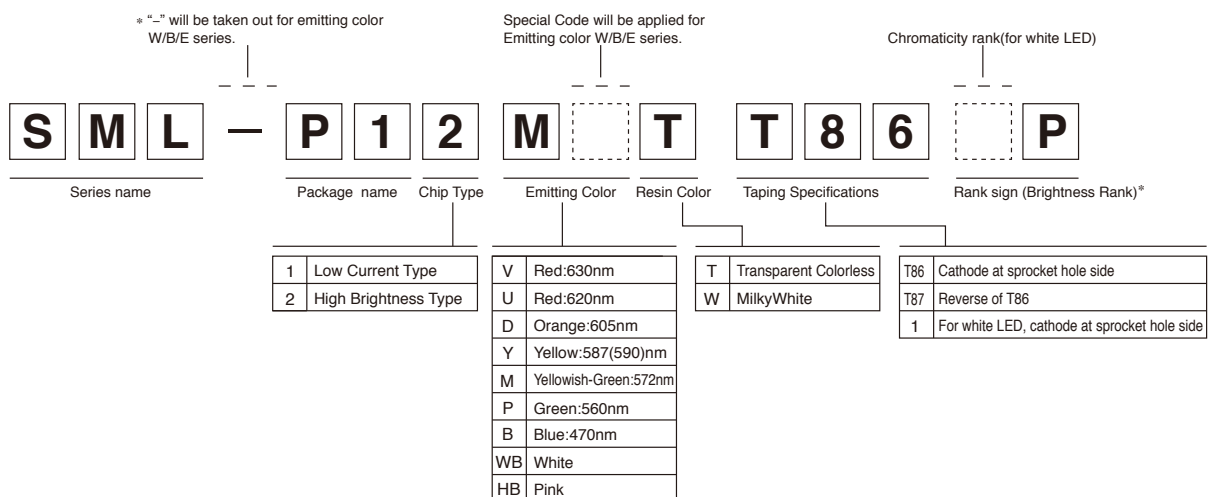 * “–” will be taken out for emitting color
W/B/E series.
Special Code will be applied for
Emitting color W/B/E series.
Chromaticity rank(for white LED)
S M L – P 1 2 M T T 8 6 P
Series name
Package name
Chip Type
Emitting Color
Resin Color
Taping Specifications
Rank sign (Brightness Rank)*
1 Low Current Type
2 High Brightness Type
V Red:630nm
U Red:620nm
D Orange:605nm
Y Yellow:587(590)nm
M Yellowish-Green:572nm
P Green:560nm
B Blue:470nm
WB White
HB Pink
T Transparent Colorless
W MilkyWhite
T86 Cathode at sprocket hole side
T87 Reverse of T86
1 For white LED, cathode at sprocket hole side